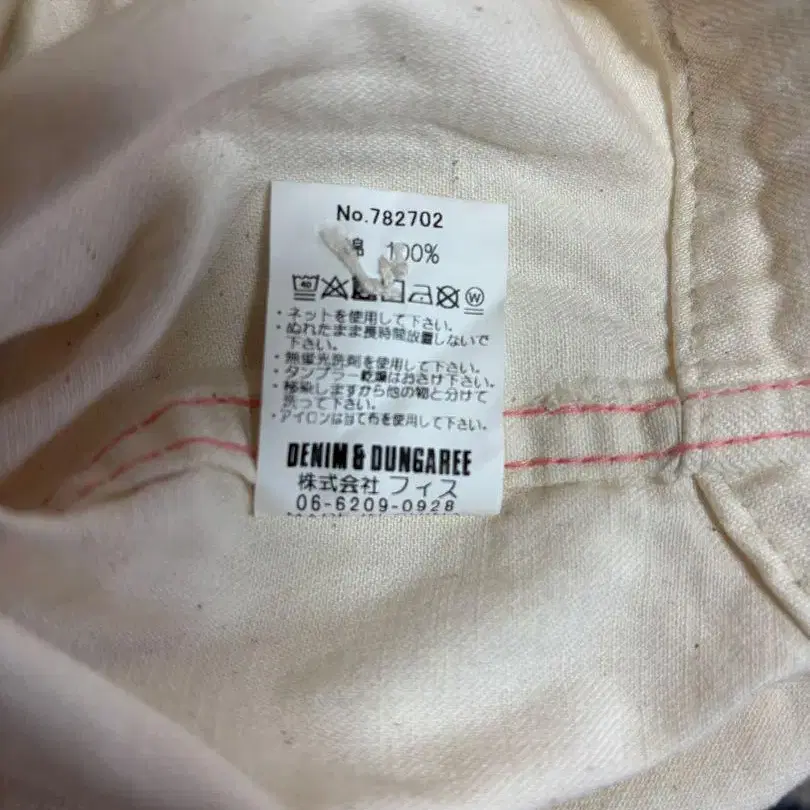 No.782702
綿 100%
40 W
・ネットを使用して下さい。
・ぬれたまま長時間放置しないで
下さい。
・無蛍光洗剤を使用して下さい。
・タンブラー乾燥はおさけ下さい。
・移染しますから他の物と分けて
洗って下さい。
・アイロンは当て布を使用して下さい。
DENIM & DUNGAREE
株式会社 フィス
06-6209-0928